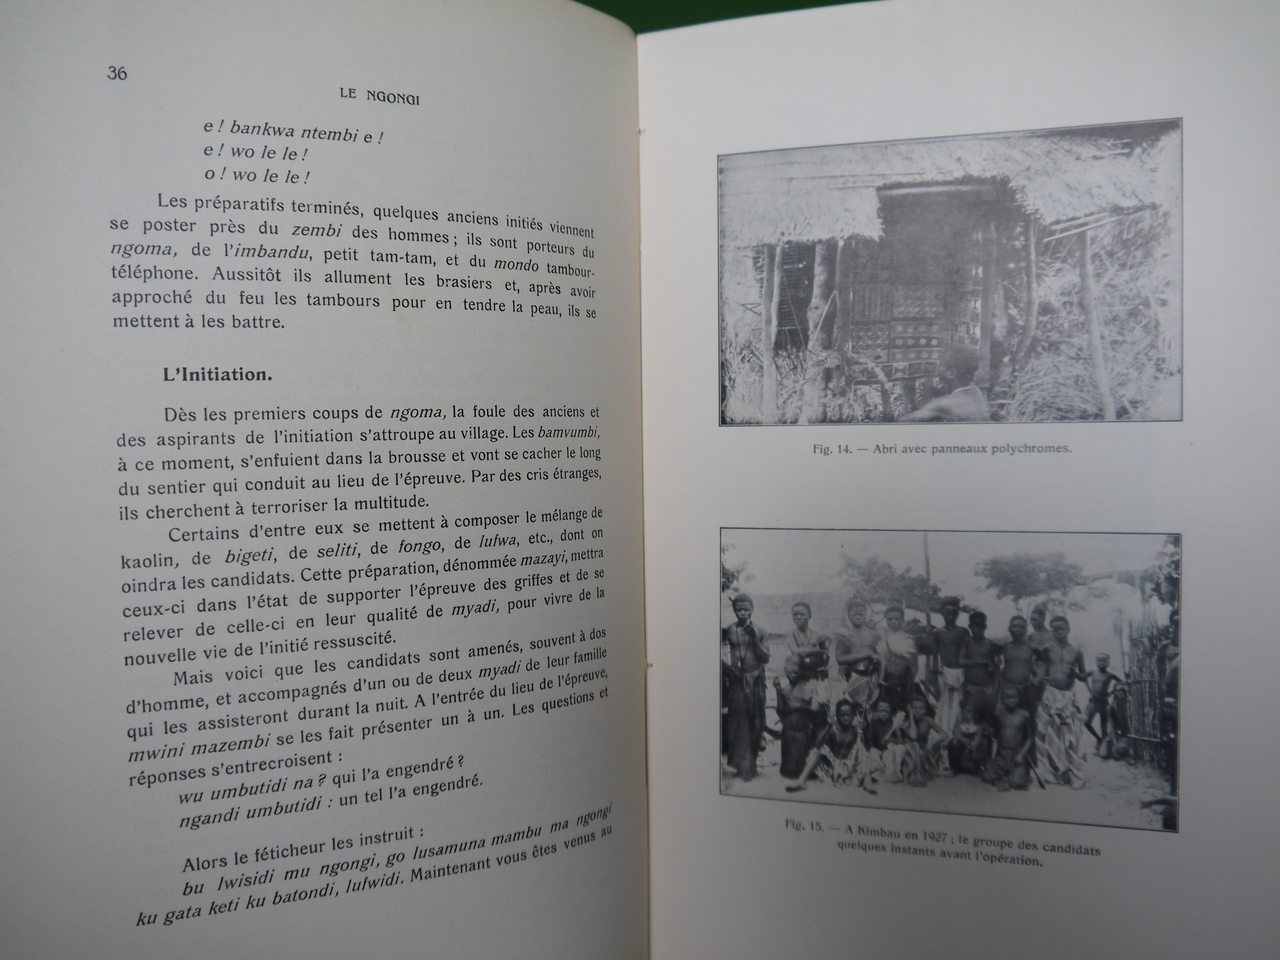 36
LE NGONGI
e ! bankwa ntembi e !
e ! wo le le !
o ! wo le le !
Les préparatifs terminés, quelques anciens initiés viennent
se poster près du zembi des hommes ; ils sont porteurs du
ngoma, de l'imbandu, petit tam-tam, et du mondo tambour-
téléphone. Aussitôt ils allument les brasiers et, après avoir
approché du feu les tambours pour en tendre la peau, ils se
mettent à les battre.
L'Initiation.
Dès les premiers coups de ngoma, la foule des anciens et
des aspirants de l'initiation s'attroupe au village. Les bamvumbi,
à ce moment, s'enfuient dans la brousse et vont se cacher le long
du sentier qui conduit au lieu de l'épreuve. Par des cris étranges,
ils cherchent à terroriser la multitude.
Certains d'entre eux se mettent à composer le mélange de
kaolin, de bigeti, de seliti, de fongo, de lufwa, etc., dont on
oindra les candidats. Cette préparation, dénommée mazayi, mettra
ceux-ci dans l'état de supporter l'épreuve des griffes et de se
relever de celle-ci en leur qualité de myadi, pour vivre de la
nouvelle vie de l'initié ressuscité.
Mais voici que les candidats sont amenés, souvent à dos
d'homme, et accompagnés d'un ou de deux myadi de leur famille
qui les assisteront durant la nuit. A l'entrée du lieu de l'épreuve,
mwini mazembi se les fait présenter un à un. Les questions et
réponses s'entrecroisent :
wu umbutidi na ? qui l'a engendré ?
ngandi umbutidi : un tel l'a engendré.
Alors le féticheur les instruit :
bu lwisidi mu ngongi, go lusamuna mambu ma ngongi
ku gata keti ku batondi, lufwidi. Maintenant vous êtes venus au
Fig. 14. — Abri avec panneaux polychromes.
Fig. 15. — A Kimbau en 1927 ; le groupe des candidats
quelques instants avant l'opération.